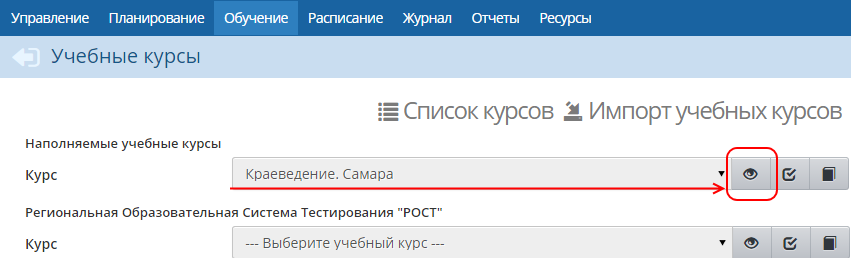 Управление Планирование Обучение Расписание Журнал Отчеты Ресурсы
Учебные курсы
Список курсов Импорт учебных курсов
Наполняемые учебные курсы
Курс Краеведение. Самара
Региональная Образовательная Система Тестирования "РОСТ"
Курс --- Выберите учебный курс ---